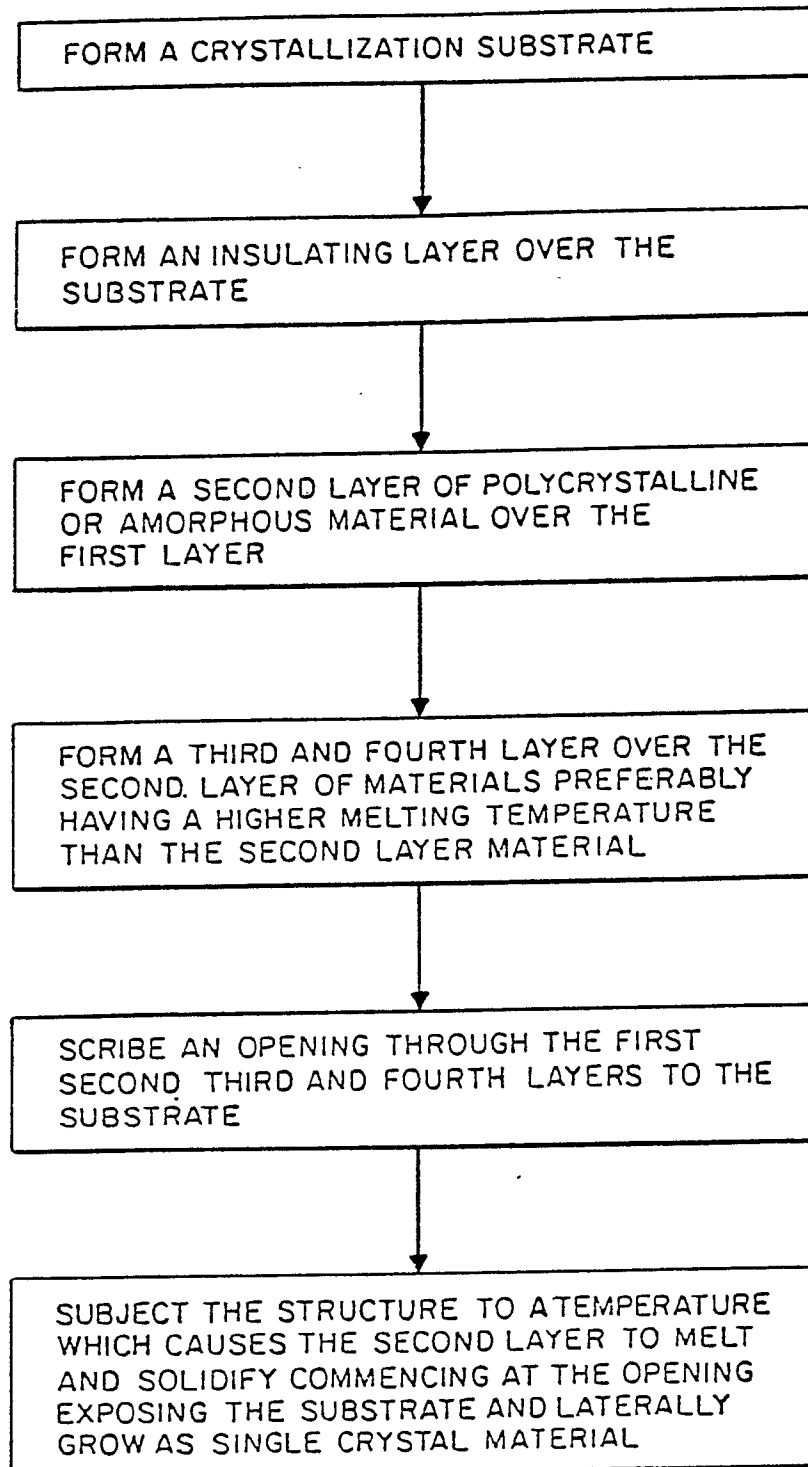 FORM A CRYSTALLIZATION SUBSTRATE
FORM AN INSULATING LAYER OVER THE
SUBSTRATE
FORM A SECOND LAYER OF POLYCRYSTALLINE
OR AMORPHOUS MATERIAL OVER THE
FIRST LAYER
FORM A THIRD AND FOURTH LAYER OVER THE
SECOND. LAYER OF MATERIALS PREFERABLY
HAVING A HIGHER MELTING TEMPERATURE
THAN THE SECOND LAYER MATERIAL
SCRIBE AN OPENING THROUGH THE FIRST
SECOND THIRD AND FOURTH LAYERS TO THE
SUBSTRATE
SUBJECT THE STRUCTURE TO A TEMPERATURE
WHICH CAUSES THE SECOND LAYER TO MELT
AND SOLIDIFY COMMENCING AT THE OPENING
EXPOSING THE SUBSTRATE AND LATERALLY
GROW AS SINGLE CRYSTAL MATERIAL